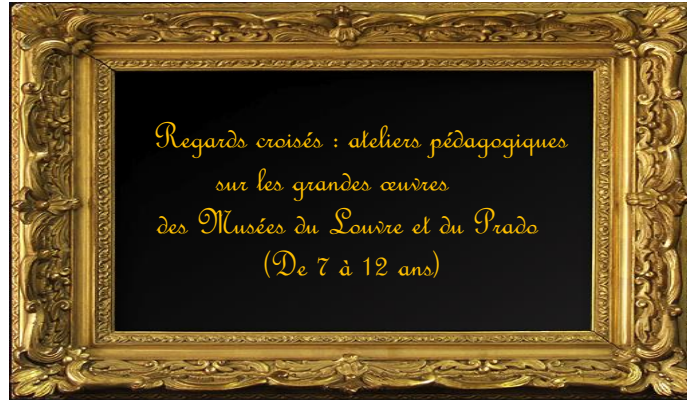 Regards croisés : ateliers pédagogiques
sur les grandes œuvres
des Musées du Louvre et du Prado
(De 7 à 12 ans)